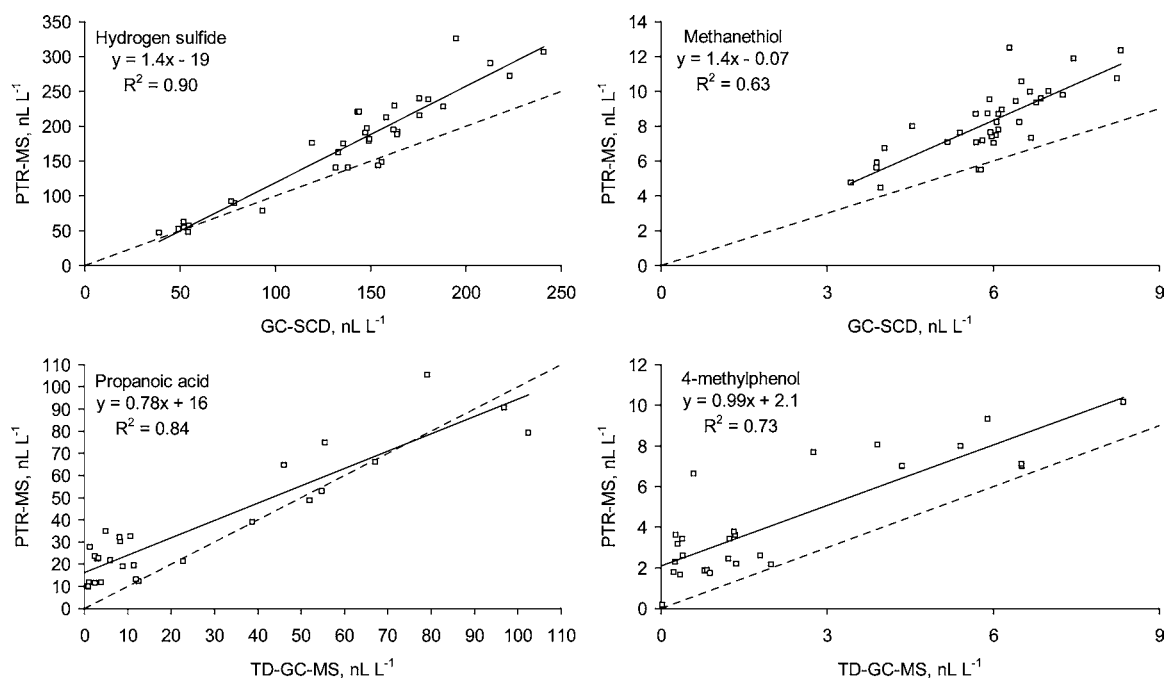 Hydrogen sulfide
y = 1.4x - 19
R² = 0.90
350
300
250
200
150
100
50
0
PTR-MS, nL L⁻¹
0 50 100 150 200 250
GC-SCD, nL L⁻¹
Methanethiol
y = 1.4x - 0.07
R² = 0.63
14
12
10
8
6
4
2
0
PTR-MS, nL L⁻¹
0 3 6 9
GC-SCD, nL L⁻¹
Propanoic acid
y = 0.78x + 16
R² = 0.84
110
100
90
80
70
60
50
40
30
20
10
0
PTR-MS, nL L⁻¹
0 10 20 30 40 50 60 70 80 90 100 110
TD-GC-MS, nL L⁻¹
4-methylphenol
y = 0.99x + 2.1
R² = 0.73
12
10
8
6
4
2
0
PTR-MS, nL L⁻¹
0 3 6 9
TD-GC-MS, nL L⁻¹